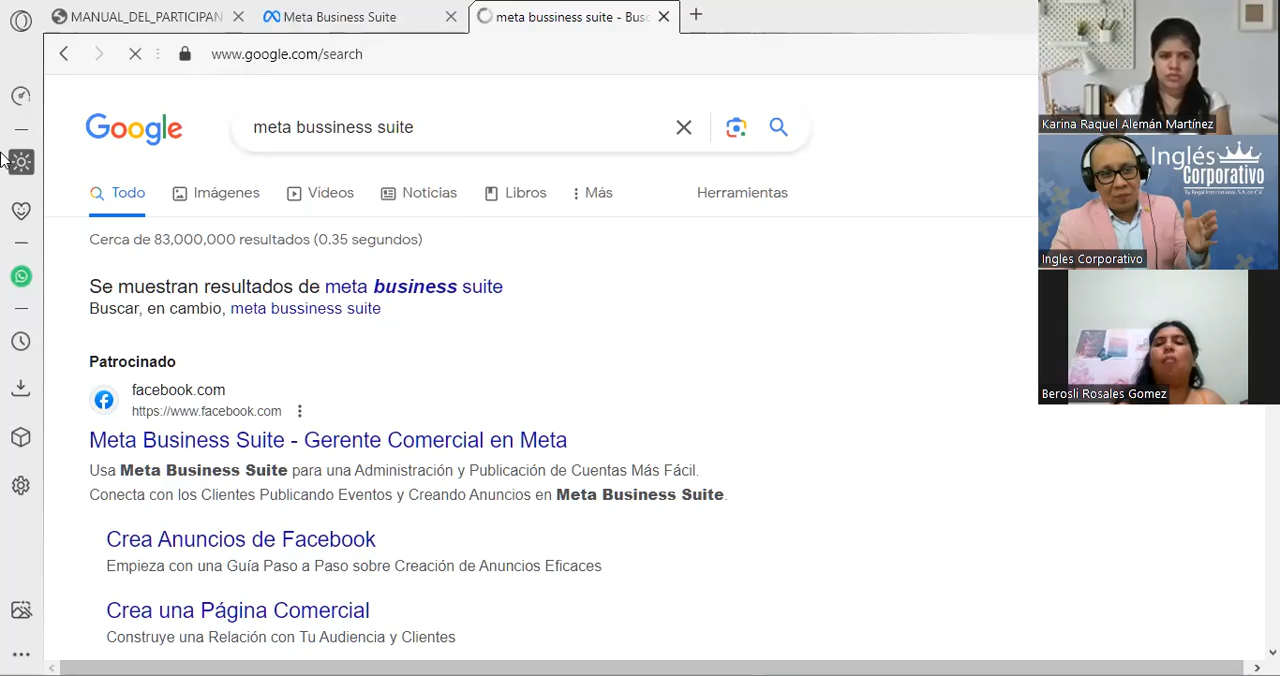 MANUAL_DEL_PARTICIPAN
Meta Business Suite
meta bussiness suite - Bus
www.google.com/search
Google
meta bussiness suite
Todo
Imágenes
Videos
Noticias
Libros
Más
Herramientas
Cerca de 83,000,000 resultados (0.35 segundos)
Se muestran resultados de meta business suite
Buscar, en cambio, meta bussiness suite
Patrocinado
facebook.com
https://www.facebook.com
Meta Business Suite - Gerente Comercial en Meta
Usa Meta Business Suite para una Administración y Publicación de Cuentas Más Fácil.
Conecta con los Clientes Publicando Eventos y Creando Anuncios en Meta Business Suite.
Crea Anuncios de Facebook
Empieza con una Guía Paso a Paso sobre Creación de Anuncios Eficaces
Crea una Página Comercial
Construye una Relación con Tu Audiencia y Clientes
Karina Raquel Alemán Martínez
Inglés
Corporativo
By Regal International, S.A. de C.V.
Ingles Corporativo
Berosli Rosales Gomez